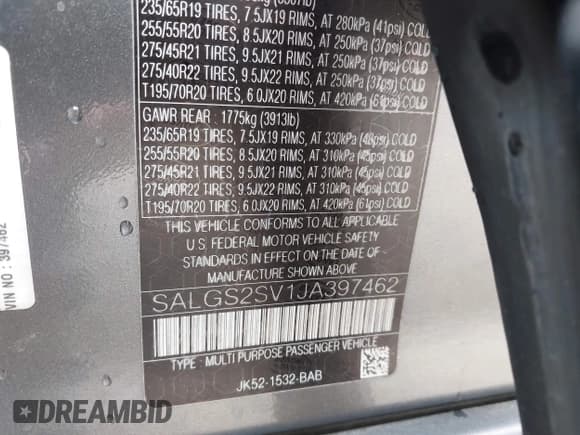 235/65R19 TIRES, 7.5JX19 RIMS, AT 280kPa (41psi) COLD
255/55R20 TIRES, 8.5JX20 RIMS, AT 250kPa (37psi) COLD
275/45R21 TIRES, 9.5JX21 RIMS, AT 250kPa (37psi) COLD
275/40R22 TIRES, 9.5JX22 RIMS, AT 250kPa (37psi) COLD
T195/70R20 TIRES, 6.0JX20 RIMS, AT 420kPa (61psi) COLD
GAWR REAR : 1775kg (3913lb)
235/65R19 TIRES, 7.5JX19 RIMS, AT 330kPa (48psi) COLD
255/55R20 TIRES, 8.5JX20 RIMS, AT 310kPa (45psi) COLD
275/45R21 TIRES, 9.5JX21 RIMS, AT 310kPa (45psi) COLD
275/40R22 TIRES, 9.5JX22 RIMS, AT 310kPa (45psi) COLD
T195/70R20 TIRES, 6.0JX20 RIMS, AT 420kPa (61psi) COLD
THIS VEHICLE CONFORMS TO ALL APPLICABLE
U.S. FEDERAL MOTOR VEHICLE SAFETY
STANDARDS IN EFFECT ON THE DATE OF
MANUFACTURE SHOWN ABOVE
SALGS2SV1JA397462
TYPE : MULTI PURPOSE PASSENGER VEHICLE
JK52-1532-BAB
VIN NO : 397462
DREAMBID